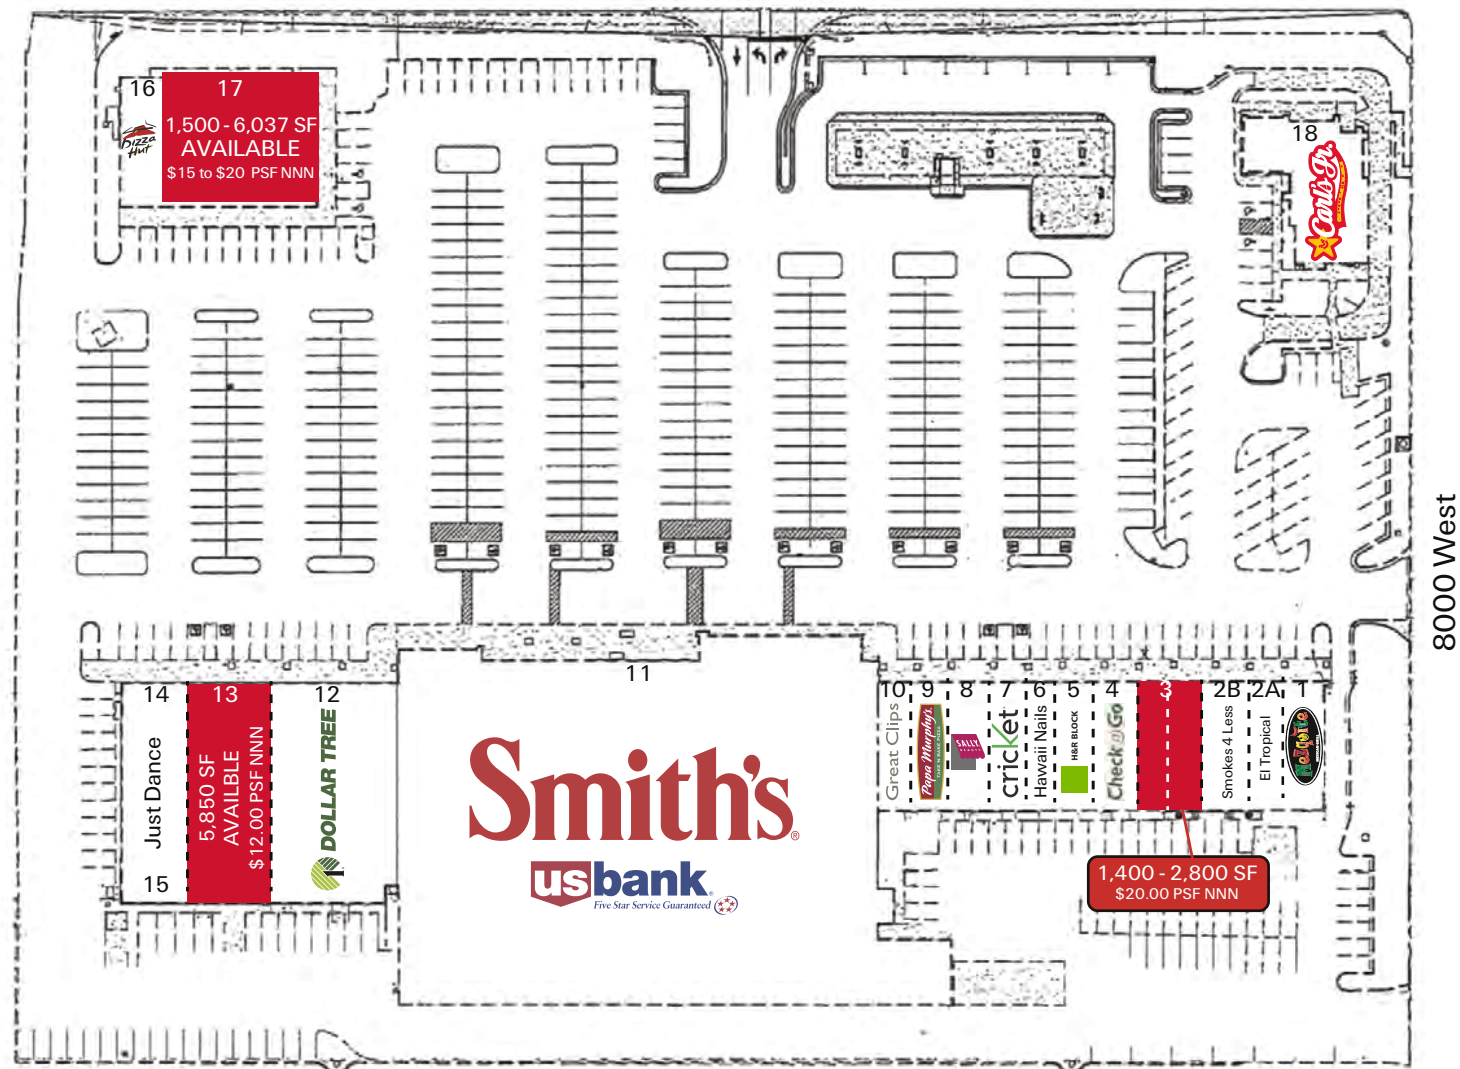 16
17
Pizza
Hut
1,500 - 6,037 SF
AVAILABLE
$15 to $20 PSF NNN
18
Carl's Jr.
8000 West
11
Smith's
usbank
Five Star Service Guaranteed
14
Just Dance
15
13
5,850 SF
AVAILBLE
$12.00 PSF NNN
12
DOLLAR TREE
10
Great Clips
9
Papa Murphy's
8
SALLY
BEAUTY
7
cricket
6
Hawaii Nails
5
H&R BLOCK
4
Check n Go
3
2B
Smokes 4 Less
2A
El Tropical
1
1,400 - 2,800 SF
$20.00 PSF NNN